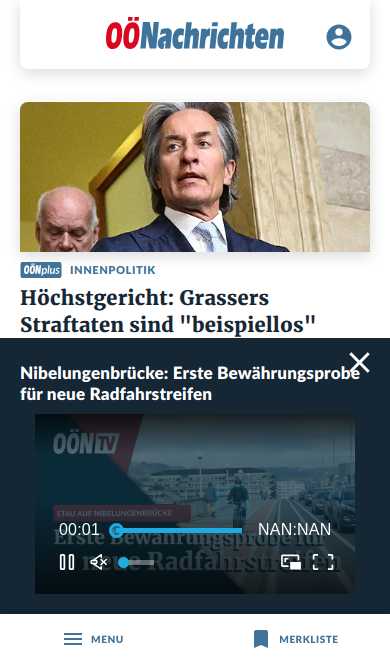 OÖNachrichten
OÖNplus INNENPOLITIK
Höchstgericht: Grassers
Straftaten sind "beispiellos"
Nibelungenbrücke: Erste Bewährungsprobe
für neue Radfahrstreifen
OÖN TV
STAU AUF NIBELUNGENBRÜCKE
Erste Bewährungsprobe für
neue Radfahrstreifen
00:01 NAN:NAN
MENU MERKLISTE